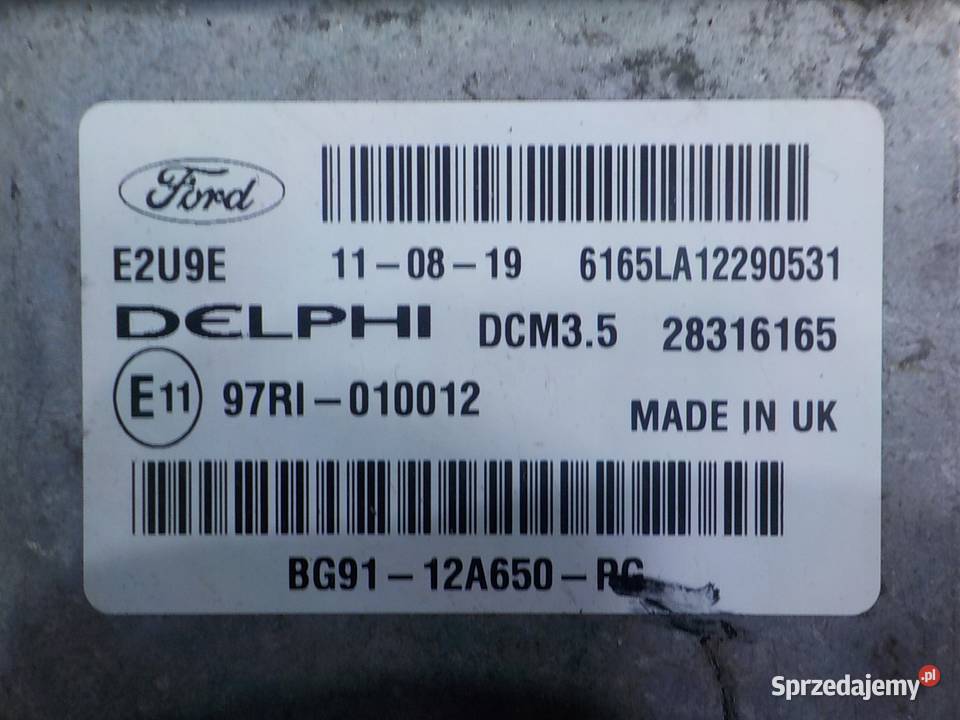 Ford
E2U9E 11-08-19 6165LA12290531
DELPHI DCM3.5 28316165
E11 97RI-010012
MADE IN UK
BG91-12A650-
Sprzedajemy.pl